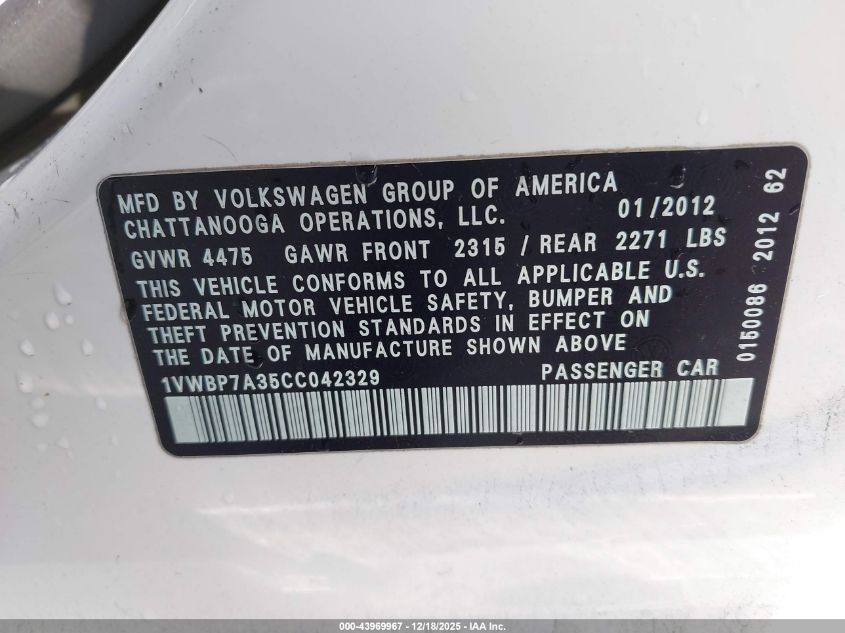 MFD BY VOLKSWAGEN GROUP OF AMERICA
CHATTANOOGA OPERATIONS, LLC. 01/2012
GVWR 4475 GAWR FRONT 2315 / REAR 2271 LBS
THIS VEHICLE CONFORMS TO ALL APPLICABLE U.S.
FEDERAL MOTOR VEHICLE SAFETY, BUMPER AND
THEFT PREVENTION STANDARDS IN EFFECT ON
THE DATE OF MANUFACTURE SHOWN ABOVE
1VWBP7A35CC042329 PASSENGER CAR
0150086 2012 62
000-43969967 - 12/18/2025 - IAA Inc.